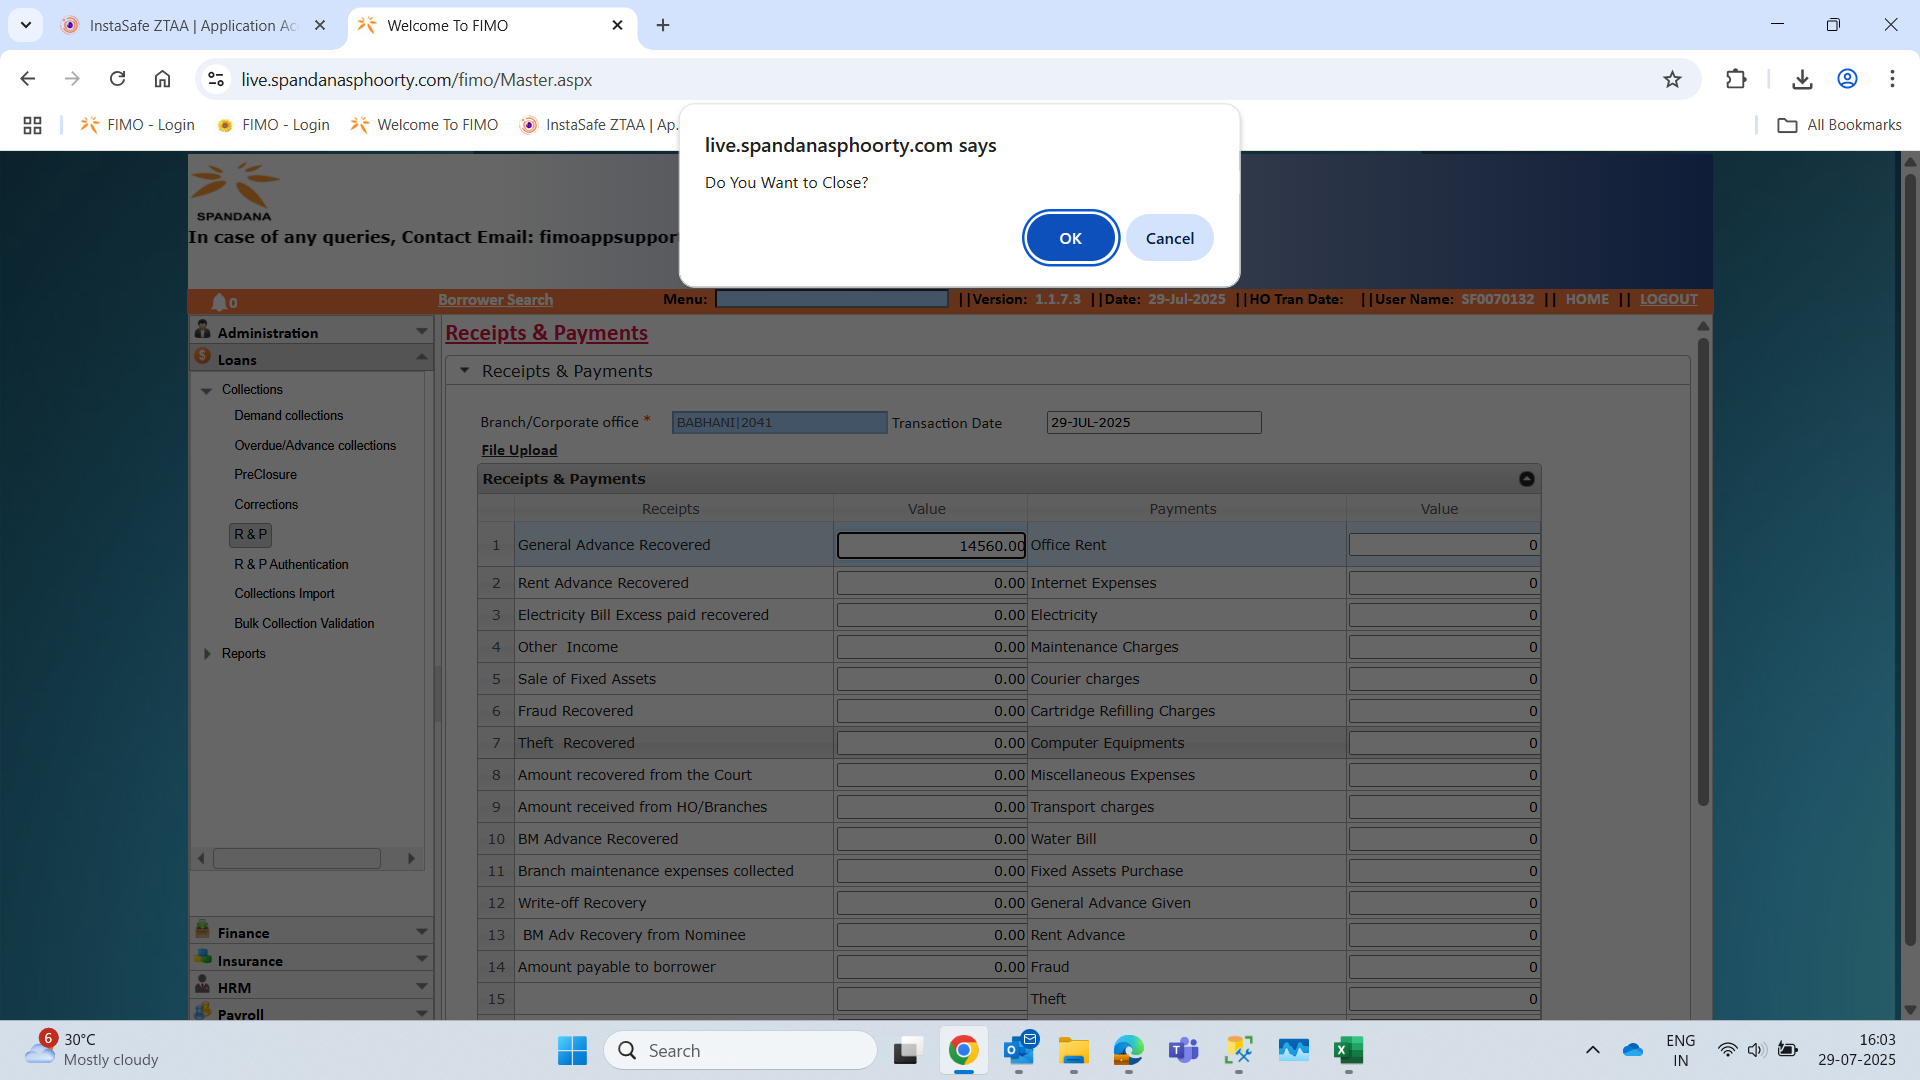 InstaSafe ZTAA | Application Ac
Welcome To FIMO
live.spandanasphoorty.com/fimo/Master.aspx
FIMO - Login
FIMO - Login
Welcome To FIMO
InstaSafe ZTAA | Ap.
All Bookmarks
live.spandanasphoorty.com says
Do You Want to Close?
OK
Cancel
SPANDANA
In case of any queries, Contact Email: fimoappsuppor
0
Borrower Search
Menu:
||Version: 1.1.7.3 ||Date: 29-Jul-2025 ||HO Tran Date: ||User Name: SF0070132 || HOME || LOGOUT
Administration
Loans
Collections
Demand collections
Overdue/Advance collections
PreClosure
Corrections
R & P
R & P Authentication
Collections Import
Bulk Collection Validation
Reports
Finance
Insurance
HRM
Payroll
Receipts & Payments
Receipts & Payments
Branch/Corporate office * BABHANI|2041 Transaction Date 29-JUL-2025
File Upload
Receipts & Payments
Receipts Value Payments Value
1 General Advance Recovered 14560.00 Office Rent 0
2 Rent Advance Recovered 0.00 Internet Expenses 0
3 Electricity Bill Excess paid recovered 0.00 Electricity 0
4 Other Income 0.00 Maintenance Charges 0
5 Sale of Fixed Assets 0.00 Courier charges 0
6 Fraud Recovered 0.00 Cartridge Refilling Charges 0
7 Theft Recovered 0.00 Computer Equipments 0
8 Amount recovered from the Court 0.00 Miscellaneous Expenses 0
9 Amount received from HO/Branches 0.00 Transport charges 0
10 BM Advance Recovered 0.00 Water Bill 0
11 Branch maintenance expenses collected 0.00 Fixed Assets Purchase 0
12 Write-off Recovery 0.00 General Advance Given 0
13 BM Adv Recovery from Nominee 0.00 Rent Advance 0
14 Amount payable to borrower 0.00 Fraud 0
15 Theft 0
6
30°C
Mostly cloudy
Search
ENG
IN
16:03
29-07-2025